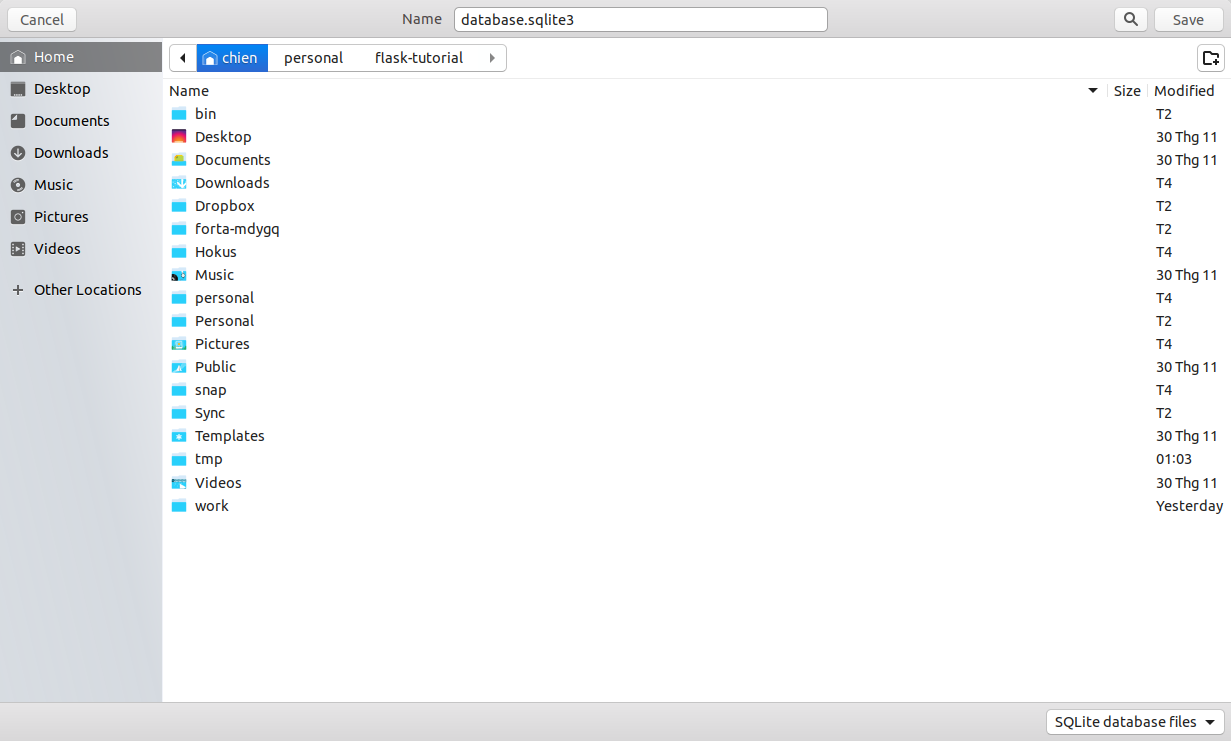 Cancel Name database.sqlite3 Save
Home
Desktop
Documents
Downloads
Music
Pictures
Videos
Other Locations
chien personal flask-tutorial
Name Size Modified
bin T2
Desktop 30 Thg 11
Documents 30 Thg 11
Downloads T4
Dropbox T2
forta-mdygq T2
Hokus T4
Music 30 Thg 11
personal T4
Personal T2
Pictures T4
Public 30 Thg 11
snap T4
Sync T2
Templates 30 Thg 11
tmp 01:03
Videos 30 Thg 11
work Yesterday
SQLite database files